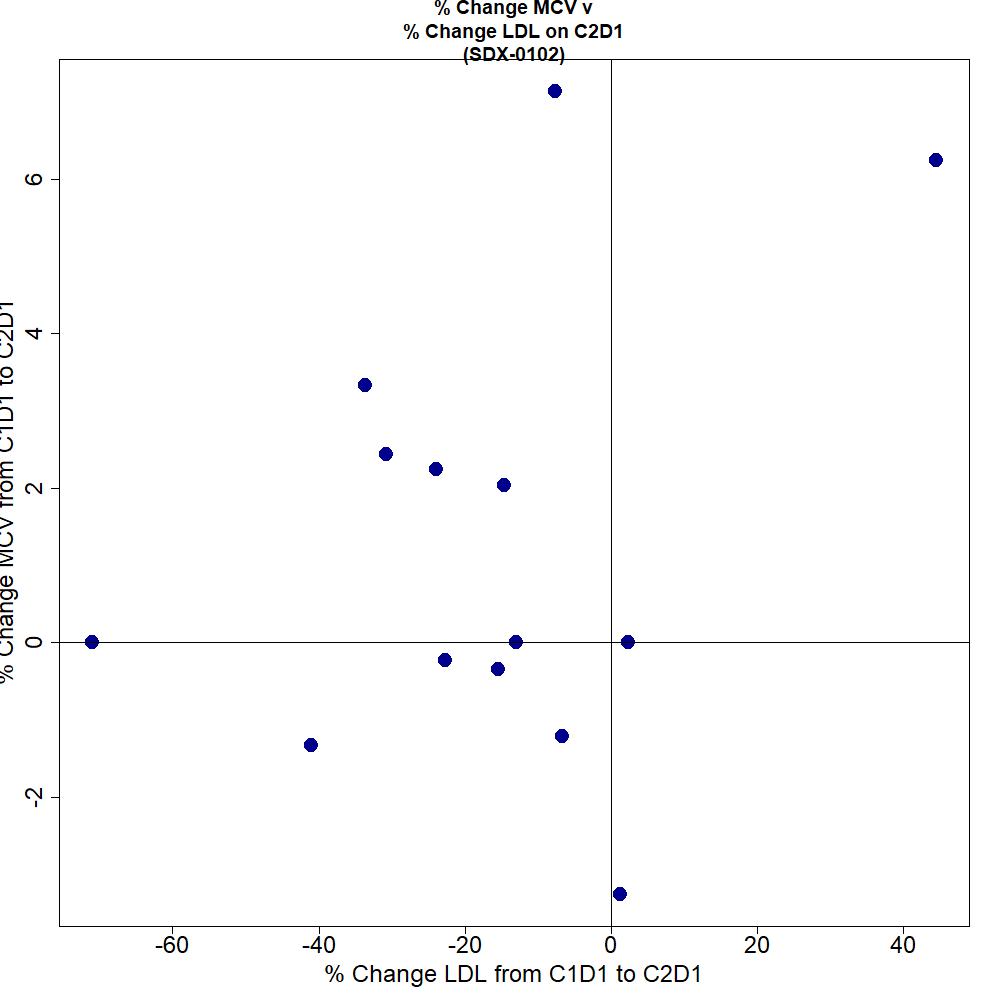 % Change MCV v
% Change LDL on C2D1
(SDX-0102)
% Change MCV from C1D1 to C2D1
6
4
2
0
-2
-60
-40
-20
0
20
40
% Change LDL from C1D1 to C2D1